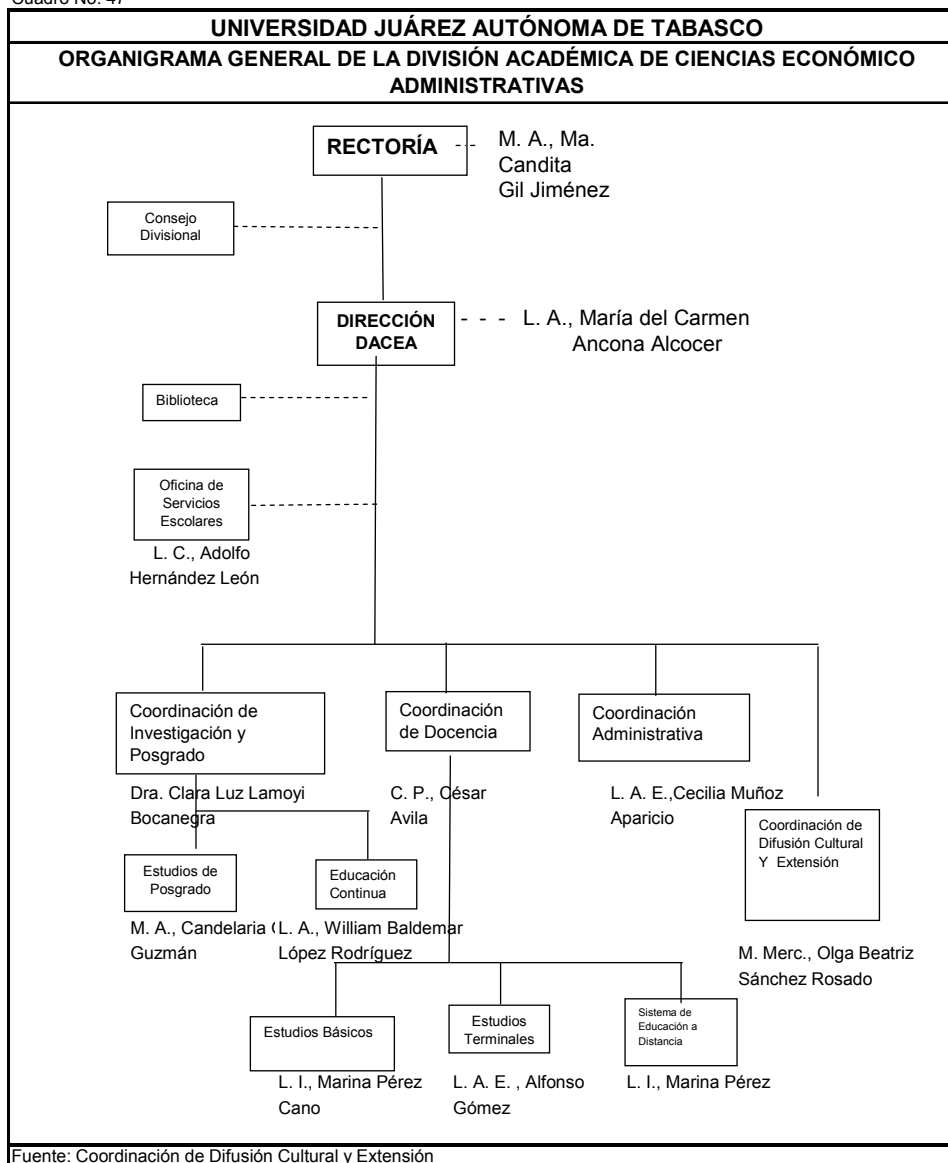 Cuadro No. 47
UNIVERSIDAD JUÁREZ AUTÓNOMA DE TABASCO
ORGANIGRAMA GENERAL DE LA DIVISIÓN ACADÉMICA DE CIENCIAS ECONÓMICO
ADMINISTRATIVAS
RECTORÍA
M. A., Ma.
Candita
Gil Jiménez
Consejo
Divisional
DIRECCIÓN
DACEA
L. A., María del Carmen
Ancona Alcocer
Biblioteca
Oficina de
Servicios
Escolares
L. C., Adolfo
Hernández León
Coordinación de
Investigación y
Posgrado
Dra. Clara Luz Lamoyi
Bocanegra
Coordinación
de Docencia
C. P., César
Avila
Coordinación
Administrativa
L. A. E.,Cecilia Muñoz
Aparicio
Coordinación de
Difusión Cultural
Y Extensión
M. Merc., Olga Beatriz
Sánchez Rosado
Estudios de
Posgrado
M. A., Candelaria
Guzmán
Educación
Continua
L. A., William Baldemar
López Rodríguez
Estudios Básicos
L. I., Marina Pérez
Cano
Estudios
Terminales
L. A. E. , Alfonso
Gómez
Sistema de
Educación a
Distancia
L. I., Marina Pérez
Fuente: Coordinación de Difusión Cultural y Extensión